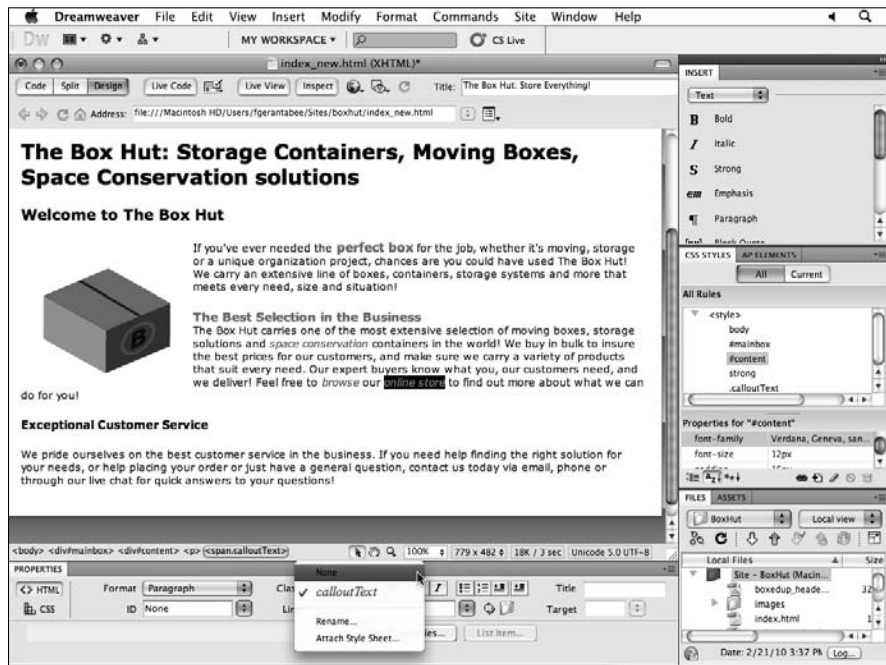 Dreamweaver File Edit View Insert Modify Format Commands Site Window Help
Dw MY WORKSPACE CS Live
index_new.html (XHTML)*
Code Split Design Live Code Live View Inspect Title: The Box Hut: Store Everything!
Address: file:///Macintosh HD/Users/fgerantabee/Sites/boxhut/index_new.html
The Box Hut: Storage Containers, Moving Boxes,
Space Conservation solutions
Welcome to The Box Hut
If you've ever needed the perfect box for the job, whether it's moving, storage
or a unique organization project, chances are you could have used The Box Hut!
We carry an extensive line of boxes, containers, storage systems and more that
meets every need, size and situation!
B
The Best Selection in the Business
The Box Hut carries one of the most extensive selection of moving boxes, storage
solutions and space conservation containers in the world! We buy in bulk to insure
the best prices for our customers, and make sure we carry a variety of products
that suit every need. Our expert buyers know what you, our customers need, and
we deliver! Feel free to browse our online store to find out more about what we can
do for you!
Exceptional Customer Service
We pride ourselves on the best customer service in the business. If you need help finding the right solution for
your needs, or help placing your order or just have a general question, contact us today via email, phone or
through our live chat for quick answers to your questions!
<body> <div#mainbox> <div#content> <p> <span.calloutText> 100% 779 x 482 18K / 3 sec Unicode 5.0 UTF-8
PROPERTIES
<> HTML Format Paragraph Clas I Title
CSS ID None Lin Target
None
calloutText
Rename...
Attach Style Sheet...
ies... List Item...
INSERT
Text
B Bold
I Italic
S Strong
em Emphasis
¶ Paragraph
Block Quote
CSS STYLES AP ELEMENTS
All Current
All Rules
<style>
body
#mainbox
#content
strong
.calloutText
Properties for "#content"
font-family Verdana, Geneva, san...
font-size 12px
FILES ASSETS
BoxHut Local view
Local Files Size
Site - BoxHut (Macin...
boxedup_heade... 32
images
index.html
Date: 2/21/10 3:37 PM Log...